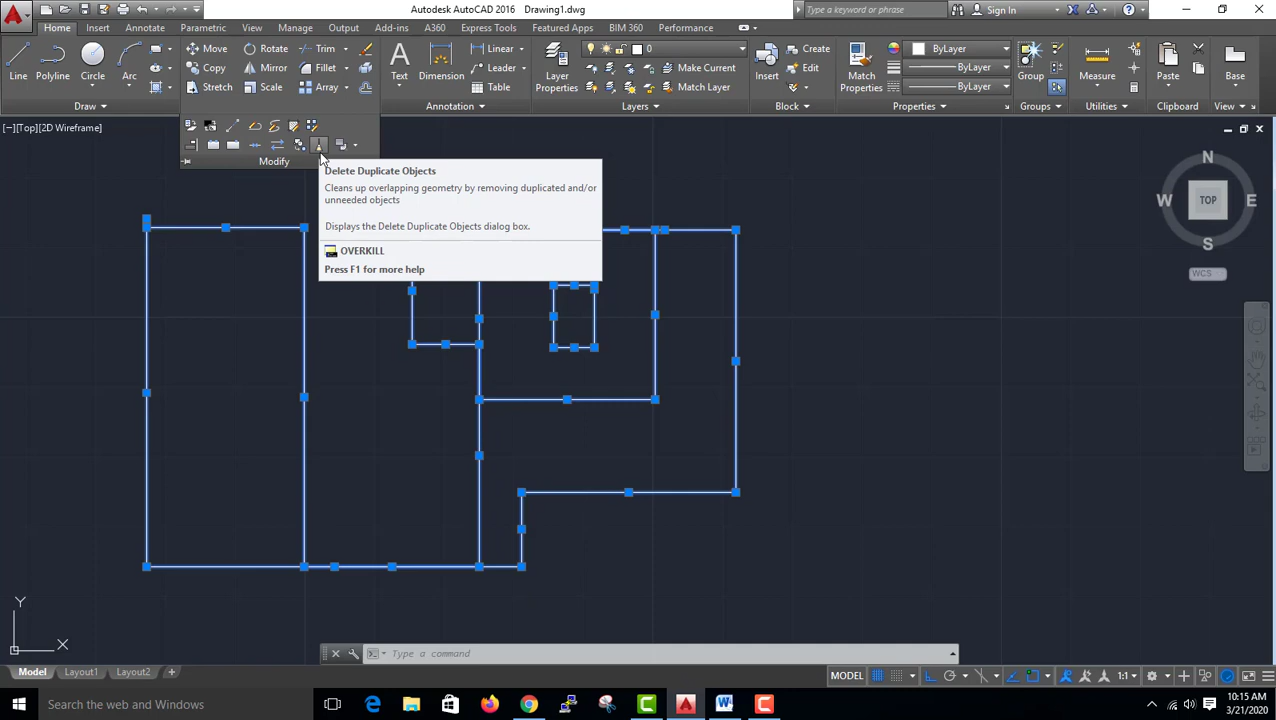 Autodesk AutoCAD 2016 Drawing1.dwg
Type a keyword or phrase
Sign In
Home Insert Annotate Parametric View Manage Output Add-ins A360 Express Tools Featured Apps BIM 360 Performance
Line Polyline Circle Arc
Move Rotate Trim
Copy Mirror Fillet
Stretch Scale Array
Text Dimension
Linear
Leader
Table
Layer Properties
0
Make Current
Match Layer
Insert
Create
Edit
Match Properties
ByLayer
ByLayer
ByLayer
Group
Measure
Paste
Base
Draw Annotation Layers Block Properties Groups Utilities Clipboard View
Modify
[–][Top][2D Wireframe]
Delete Duplicate Objects
Cleans up overlapping geometry by removing duplicated and/or
unneeded objects
Displays the Delete Duplicate Objects dialog box.
OVERKILL
Press F1 for more help
N
W TOP E
S
WCS
Y
X
Type a command
Model Layout1 Layout2 +
MODEL 1:1
Search the web and Windows
10:15 AM
3/21/2020